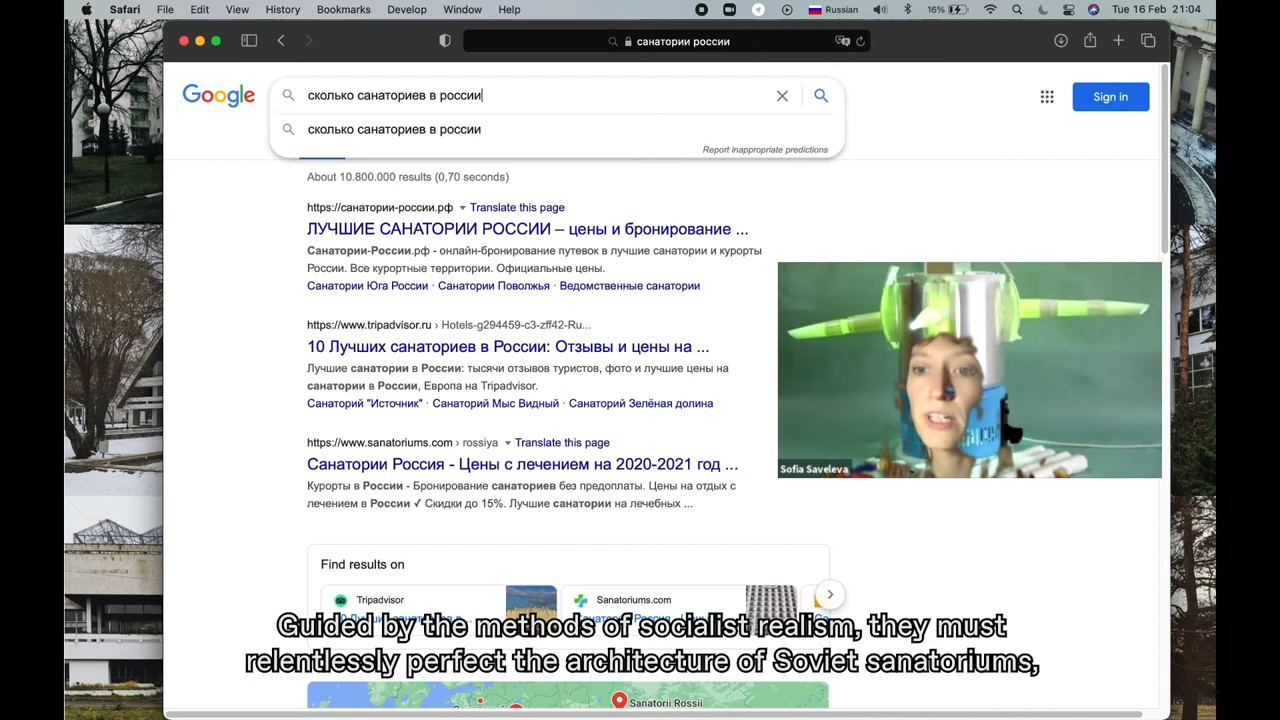 Safari File Edit View History Bookmarks Develop Window Help Russian 16% Tue 16 Feb 21:04
санатории россии
Google
сколько санаториев в россии
Sign in
сколько санаториев в россии
Report inappropriate predictions
About 10.800.000 results (0,70 seconds)
https://санатории-россии.рф Translate this page
ЛУЧШИЕ САНАТОРИИ РОССИИ – цены и бронирование ...
Санатории-России.рф - онлайн-бронирование путевок в лучшие санатории и курорты
России. Все курортные территории. Официальные цены.
Санатории Юга России · Санатории Поволжья · Ведомственные санатории
https://www.tripadvisor.ru › Hotels-g294459-c3-zff42-Ru...
10 Лучших санаториев в России: Отзывы и цены на ...
Лучшие санатории в России: тысячи отзывов туристов, фото и лучшие цены на
санатории в России, Европа на Tripadvisor.
Санаторий "Источник" · Санаторий Мыс Видный · Санаторий Зелёная долина
https://www.sanatoriums.com › rossiya Translate this page
Санатории Россия - Цены с лечением на 2020-2021 год ...
Курорты в России - Бронирование санаториев без предоплаты. Цены на отдых с
лечением в России ✓ Скидки до 15%. Лучшие санатории на лечебных ...
Sofia Saveleva
Find results on
Tripadvisor
Sanatoriums.com
Guided by the methods of socialist realism, they must
relentlessly perfect the architecture of Soviet sanatoriums,
Sanatorii Rossii